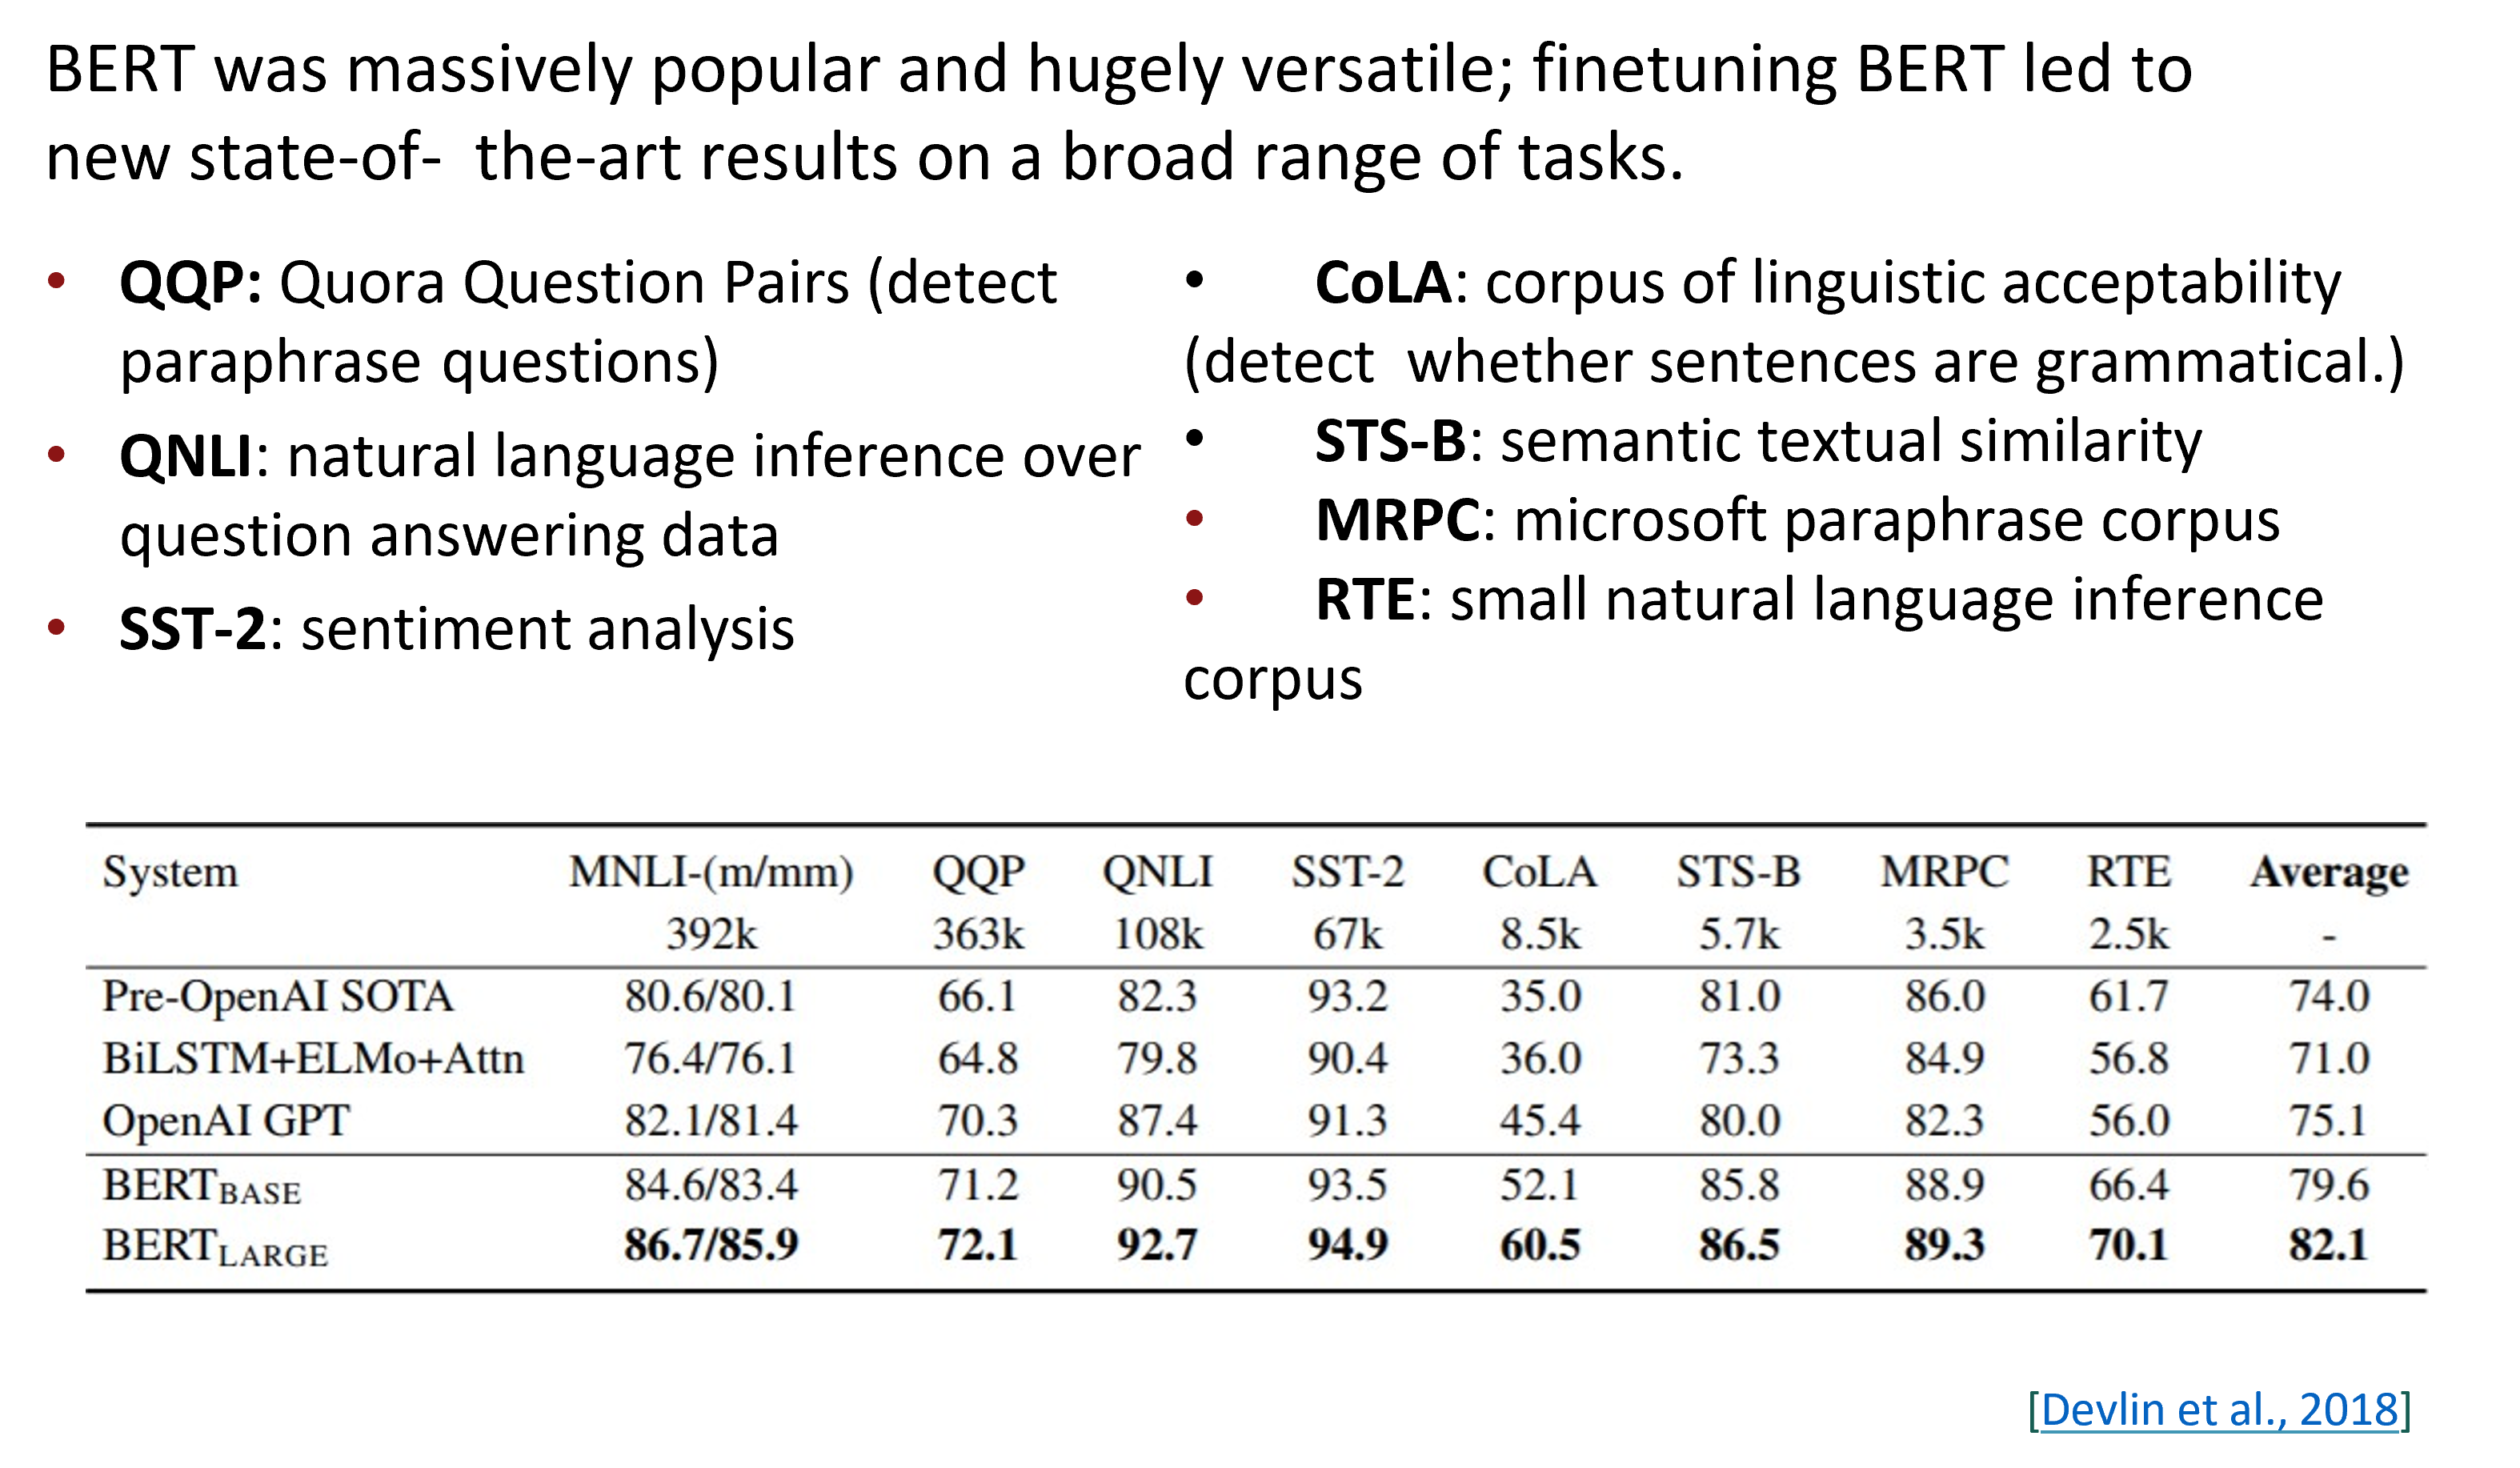 BERT was massively popular and hugely versatile; finetuning BERT led to
new state-of-  the-art results on a broad range of tasks.
• QQP: Quora Question Pairs (detect
paraphrase questions)
• QNLI: natural language inference over
question answering data
• SST-2: sentiment analysis
• CoLA: corpus of linguistic acceptability
(detect  whether sentences are grammatical.)
• STS-B: semantic textual similarity
• MRPC: microsoft paraphrase corpus
• RTE: small natural language inference
corpus
System MNLI-(m/mm) QQP QNLI SST-2 CoLA STS-B MRPC RTE Average
392k 363k 108k 67k 8.5k 5.7k 3.5k 2.5k -
Pre-OpenAI SOTA 80.6/80.1 66.1 82.3 93.2 35.0 81.0 86.0 61.7 74.0
BiLSTM+ELMo+Attn 76.4/76.1 64.8 79.8 90.4 36.0 73.3 84.9 56.8 71.0
OpenAI GPT 82.1/81.4 70.3 87.4 91.3 45.4 80.0 82.3 56.0 75.1
BERTBASE 84.6/83.4 71.2 90.5 93.5 52.1 85.8 88.9 66.4 79.6
BERTLARGE 86.7/85.9 72.1 92.7 94.9 60.5 86.5 89.3 70.1 82.1
[Devlin et al., 2018]